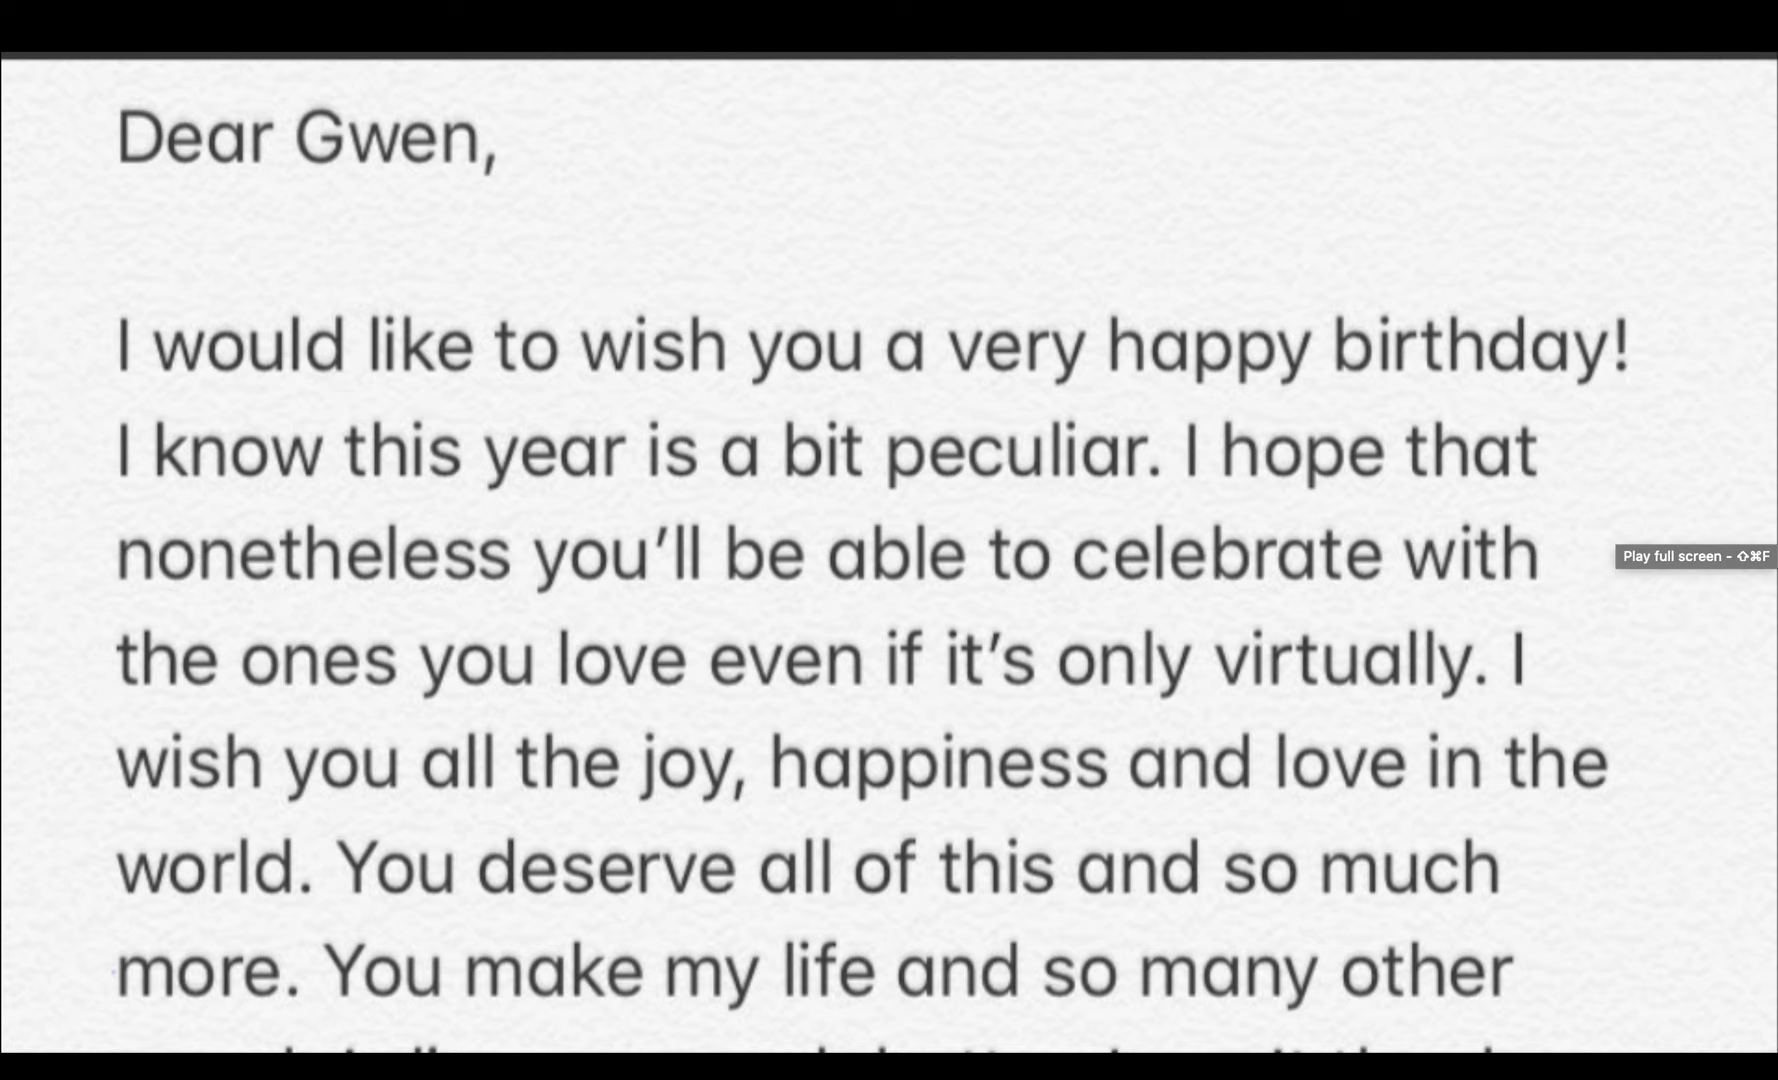 Dear Gwen,
I would like to wish you a very happy birthday!
I know this year is a bit peculiar. I hope that
nonetheless you’ll be able to celebrate with
Play full screen - ⇧⌘F
the ones you love even if it’s only virtually. I
wish you all the joy, happiness and love in the
world. You deserve all of this and so much
more. You make my life and so many other